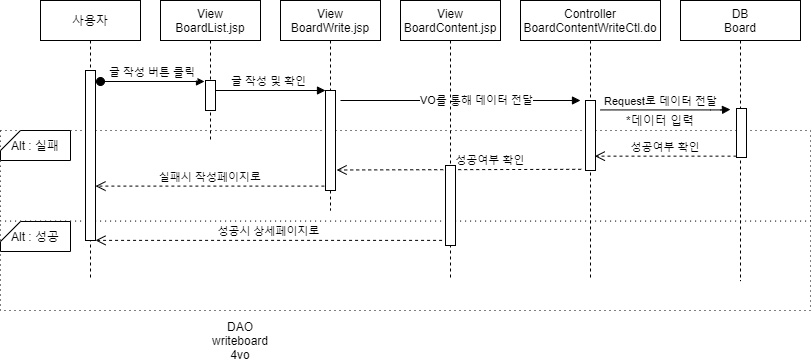 사용자
View
BoardList.jsp
View
BoardWrite.jsp
View
BoardContent.jsp
Controller
BoardContentWriteCtl.do
DB
Board
글 작성 버튼 클릭
글 작성 및 확인
VO를 통해 데이터 전달
Request로 데이터 전달
*데이터 입력
Alt : 실패
성공여부 확인
성공여부 확인
실패시 작성페이지로
Alt : 성공
성공시 상세페이지로
DAO
writeboard
4vo